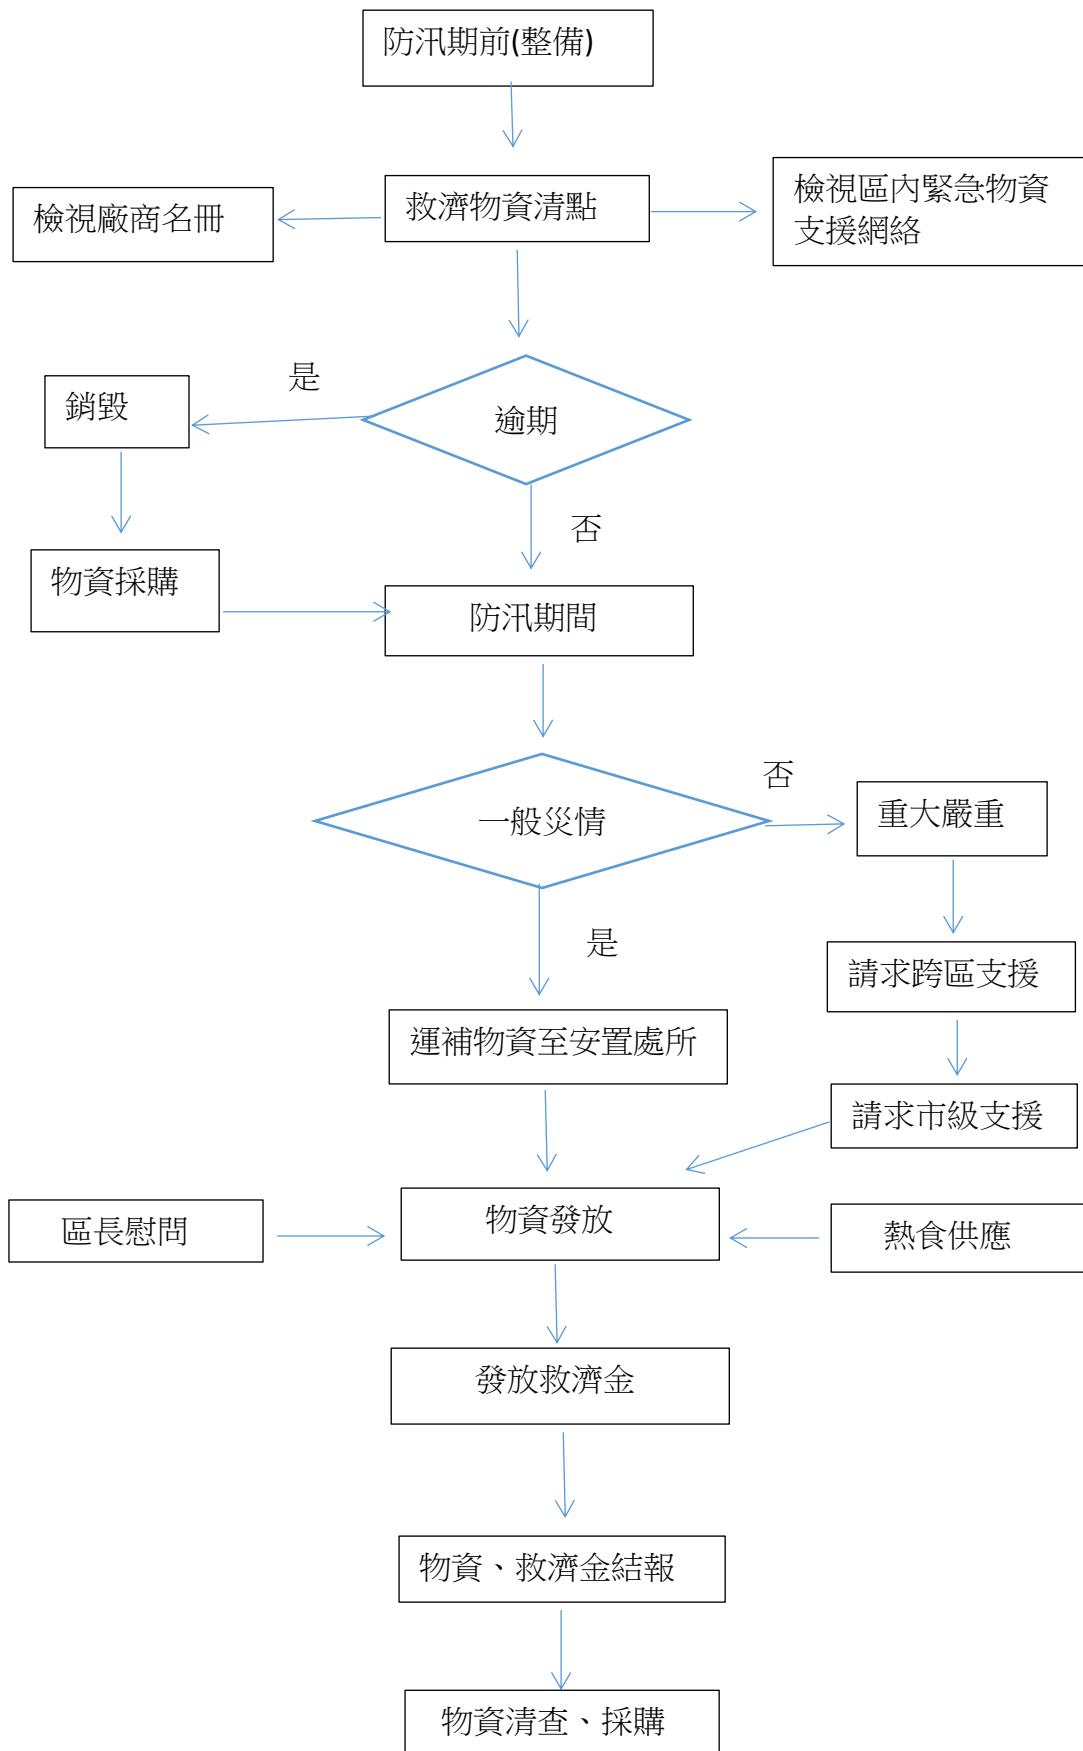 防汛期前(整備)
檢視廠商名冊
救濟物資清點
檢視區內緊急物資
支援網絡
是
銷毀
逾期
否
物資採購
防汛期間
否
一般災情
重大嚴重
是
請求跨區支援
運補物資至安置處所
請求市級支援
區長慰問
物資發放
熱食供應
發放救濟金
物資、救濟金結報
物資清查、採購